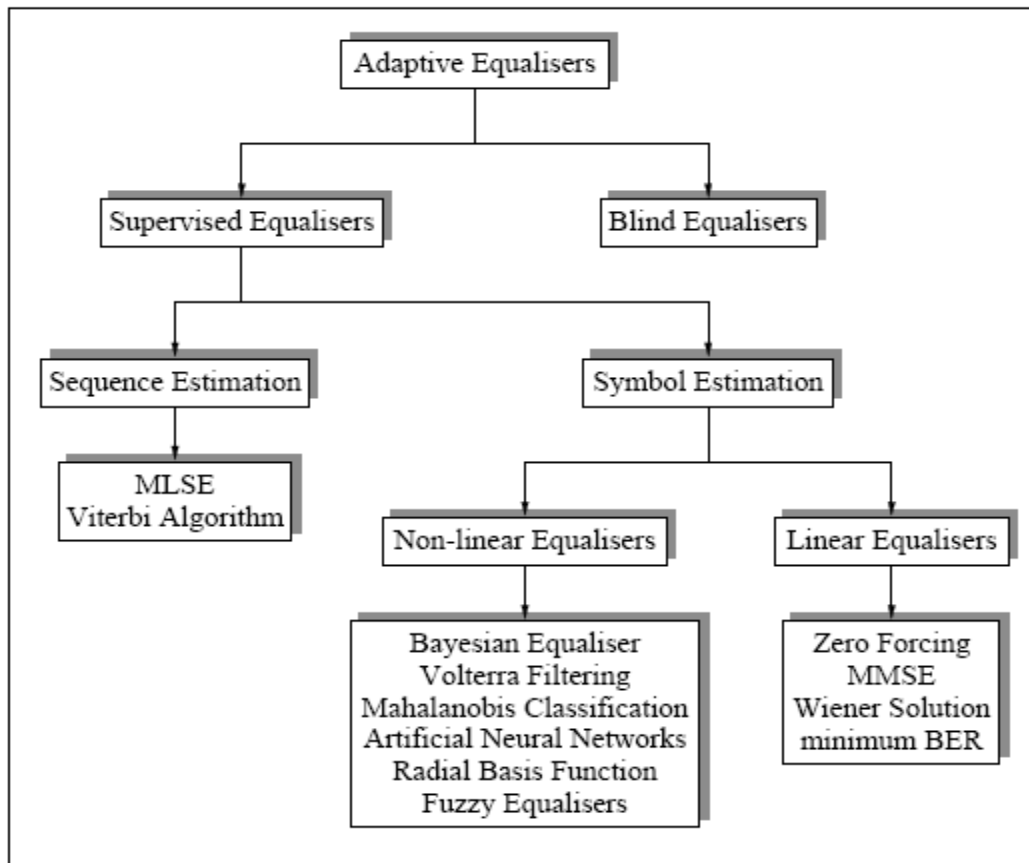 Adaptive Equalisers
Supervised Equalisers
Blind Equalisers
Sequence Estimation
Symbol Estimation
MLSE
Viterbi Algorithm
Non-linear Equalisers
Linear Equalisers
Bayesian Equaliser
Volterra Filtering
Mahalanobis Classification
Artificial Neural Networks
Radial Basis Function
Fuzzy Equalisers
Zero Forcing
MMSE
Wiener Solution
minimum BER